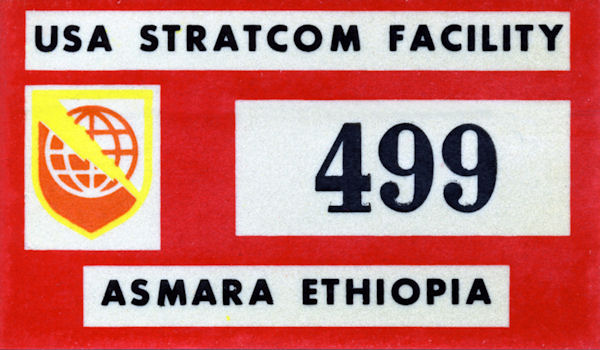 USA STRATCOM FACILITY
499
ASMARA ETHIOPIA